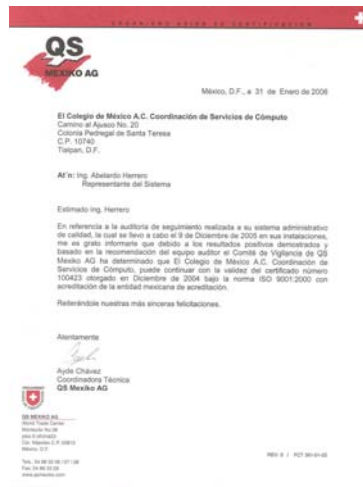 ORGANISMO SUIZO DE CERTIFICACION
QS
MEXIKO AG
México, D.F., a 31 de Enero de 2006
El Colegio de México A.C. Coordinación de Servicios de Cómputo
Camino al Ajusco No. 20
Colonia Pedregal de Santa Teresa
C.P. 10740
Tlalpan, D.F.
At'n: Ing. Abelardo Herrero
Representante del Sistema
Estimado Ing. Herrero
En referencia a la auditoria de seguimiento realizada a su sistema administrativo
de calidad, la cual se llevo a cabo el 9 de Diciembre de 2005 en sus instalaciones,
me es grato informarle que debido a los resultados positivos demostrados y
basado en la recomendación del equipo auditor el Comité de Vigilancia de QS
Mexiko AG ha determinado que El Colegio de México A.C. Coordinación de
Servicios de Cómputo, puede continuar con la validez del certificado número
100423 otorgado en Diciembre de 2004 bajo la norma ISO 9001:2000 con
acreditación de la entidad mexicana de acreditación.
Reiterándole nuestras más sinceras felicitaciones.
Atentamente
Ayde Chávez
Coordinadora Técnica
QS Mexiko AG
QS MEXIKO AG
World Trade Center
México, D.F.